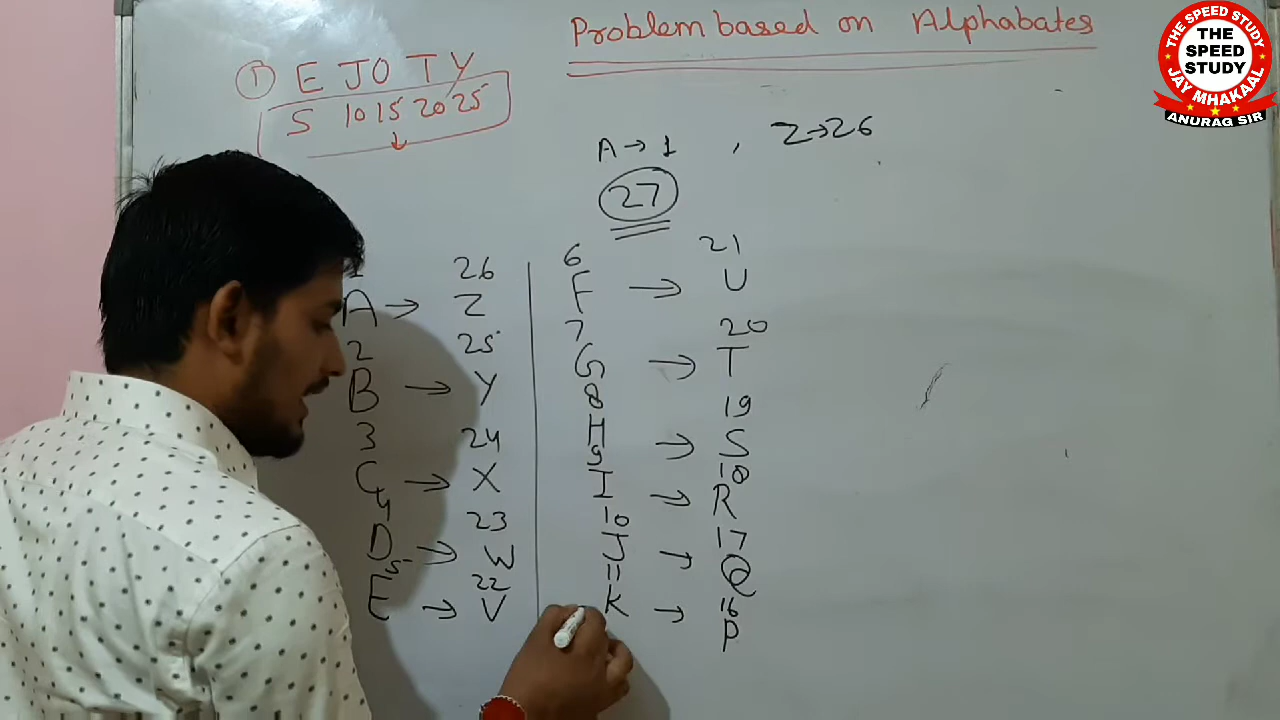 Problem based on Alphabates
① E J O T Y
5 10 15 20 25
↓
A → 1 , Z → 26
27
1 26
A → Z
2 25
B → Y
3 24
C → X
4 23
D → W
5 22
E → V
6 21
F → U
7 20
G → T
8 19
H → S
9 18
I → R
10 17
J → Q
11 16
K → P
THE SPEED STUDY
THE
SPEED
STUDY
JAY MHAKAAL
ANURAG SIR